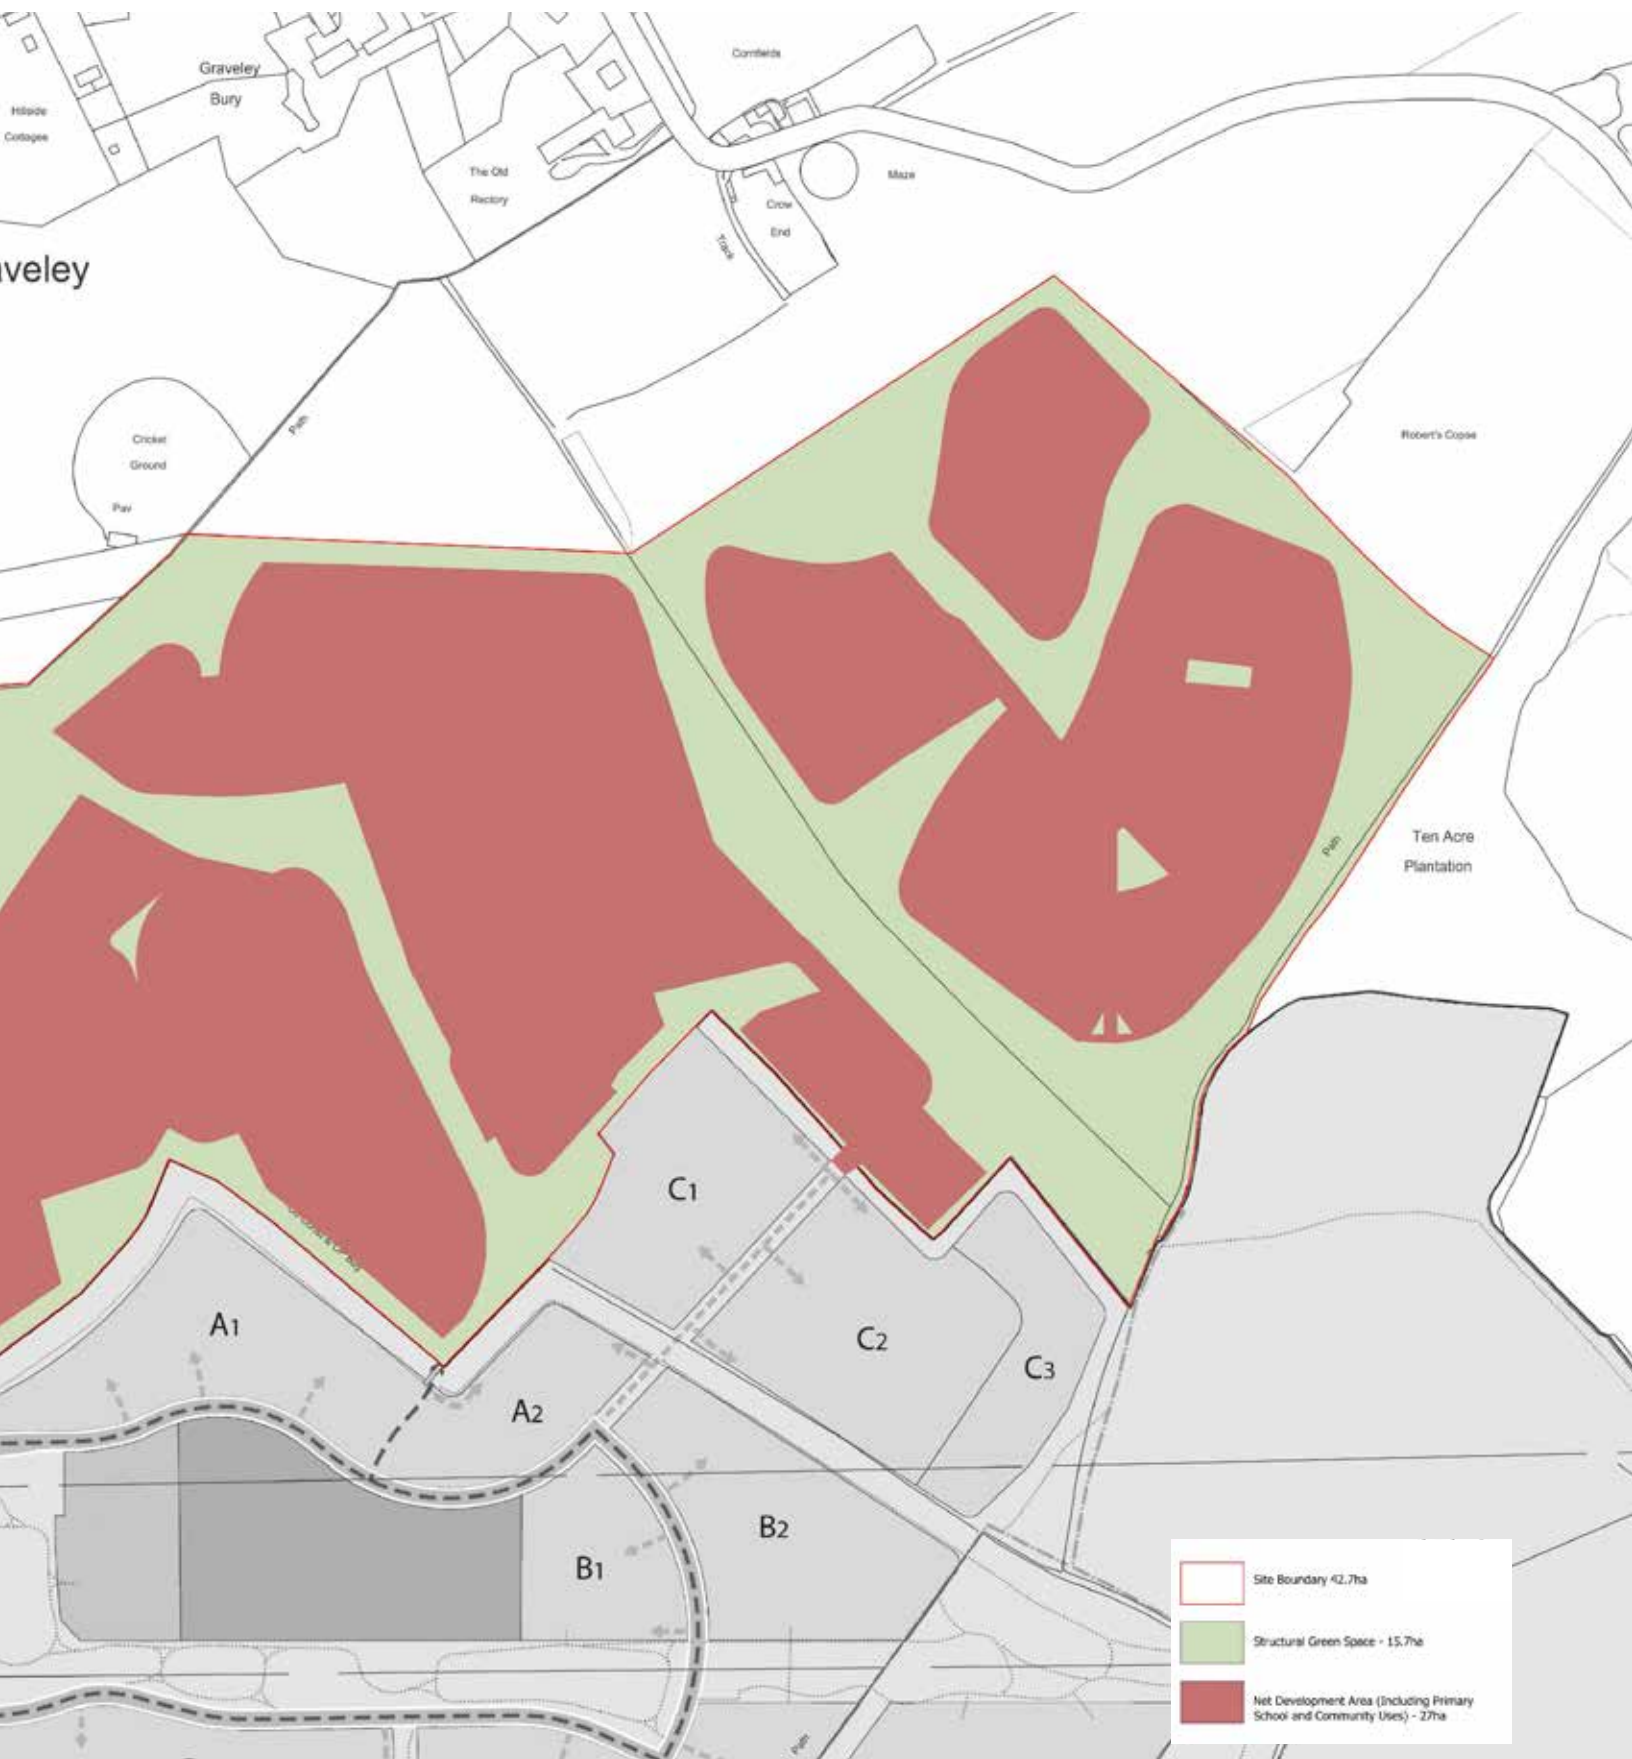 Cornfields
Graveley
Bury
Hillside
Cottages
The Old
Rectory
Maze
Crow
End
Track
aveley
Path
Cricket
Ground
Pav
Robert's Copse
Path
Ten Acre
Plantation
C1
A1
C2
C3
A2
B2
B1
Path
Site Boundary 42.7ha
Structural Green Space - 15.7ha
Net Development Area (Including Primary
School and Community Uses) - 27ha